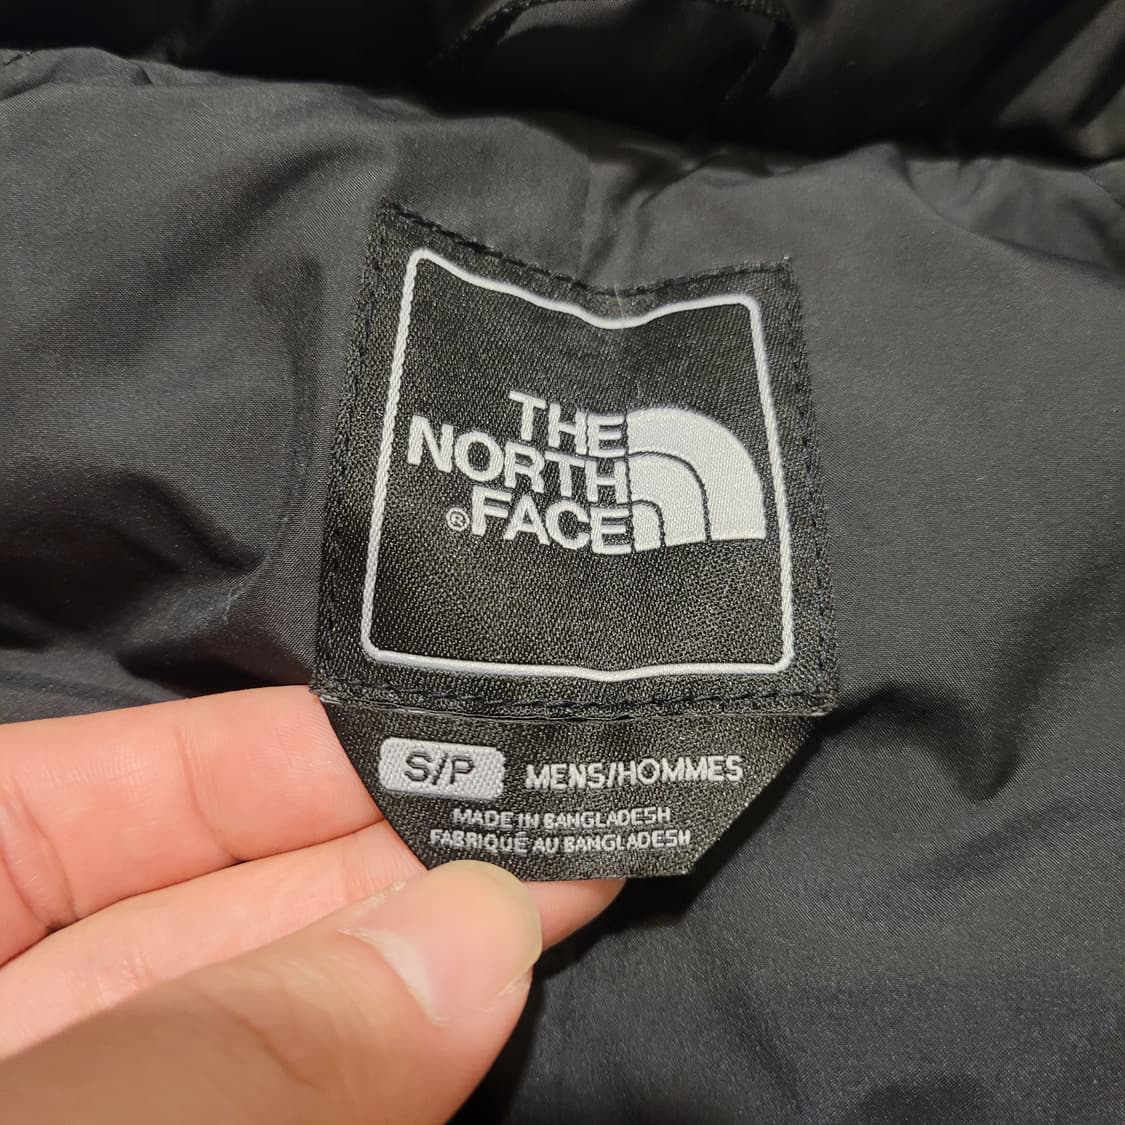 THE
NORTH
®FACE
S/P MENS/HOMMES
MADE IN BANGLADESH
FABRIQUÉ AU BANGLADESH